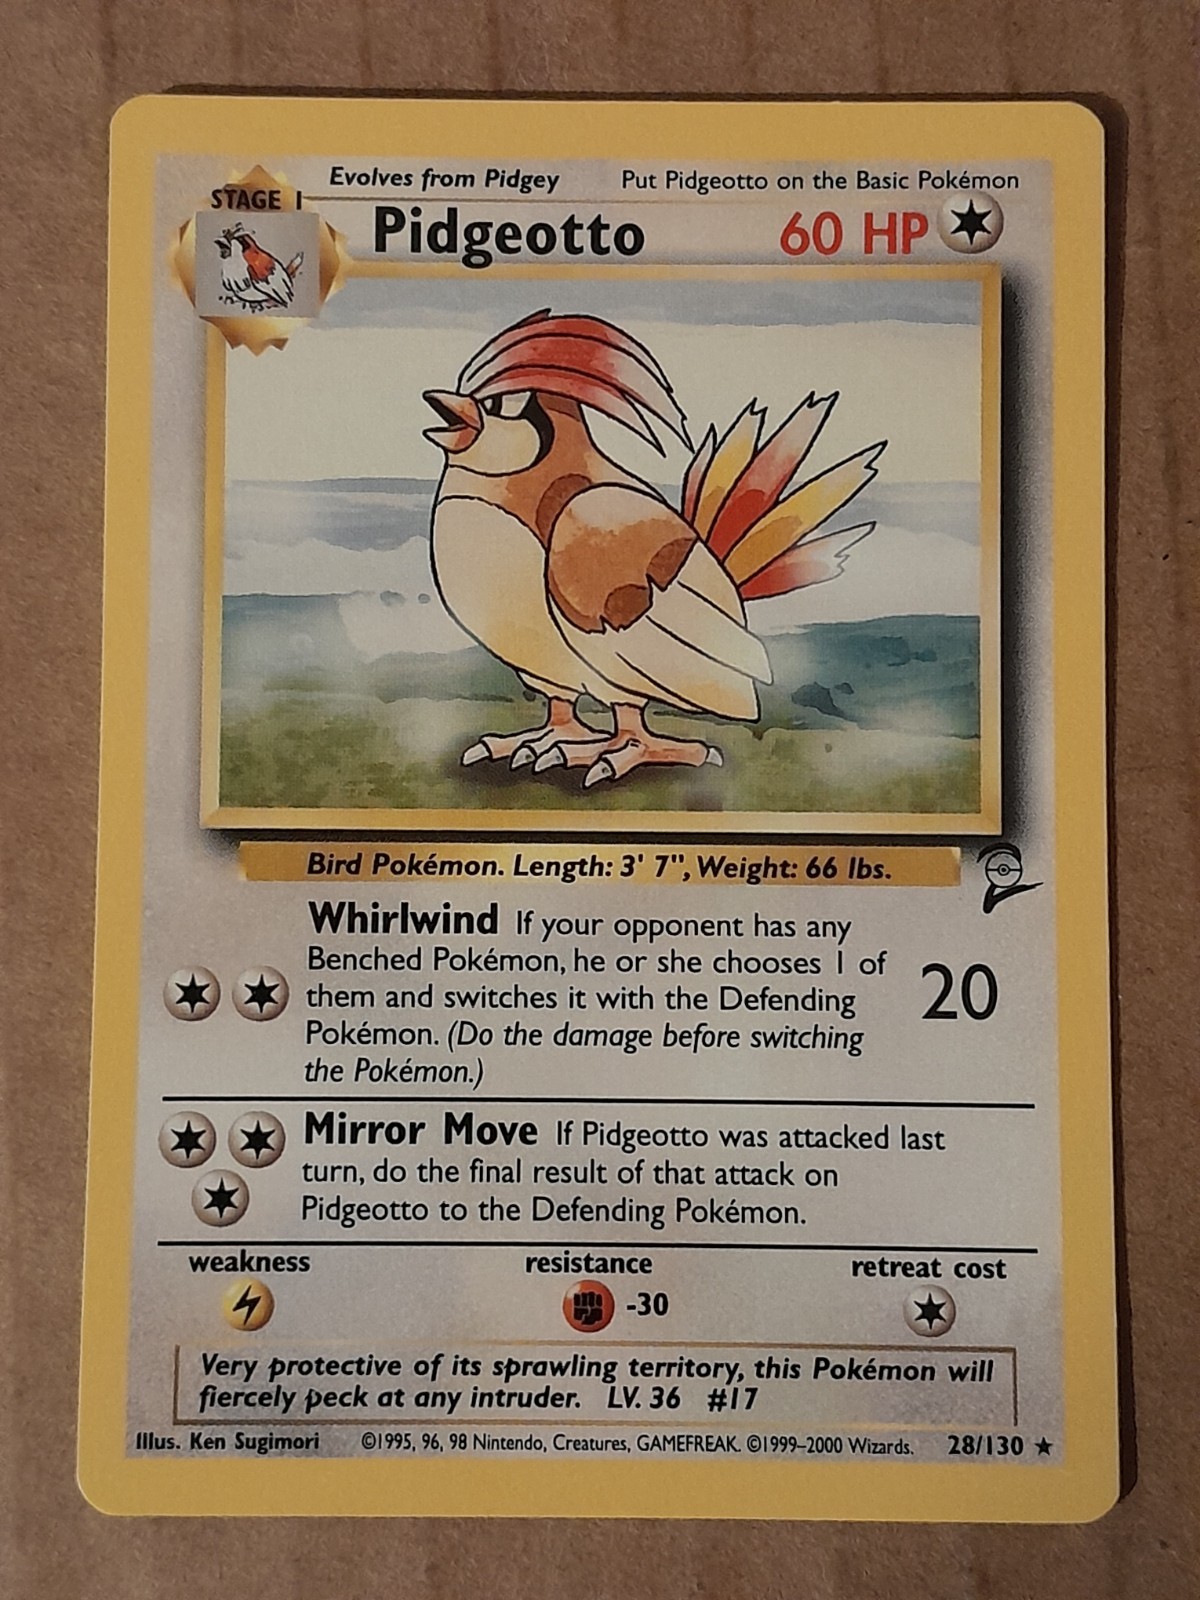 Evolves from Pidgey Put Pidgeotto on the Basic Pokémon
STAGE 1
Pidgeotto 60 HP
Bird Pokémon. Length: 3' 7", Weight: 66 lbs.
Whirlwind If your opponent has any
Benched Pokémon, he or she chooses 1 of
them and switches it with the Defending
Pokémon. (Do the damage before switching
the Pokémon.)
20
Mirror Move If Pidgeotto was attacked last
turn, do the final result of that attack on
Pidgeotto to the Defending Pokémon.
weakness resistance retreat cost
-30
Very protective of its sprawling territory, this Pokémon will
fiercely peck at any intruder. LV. 36 #17
Illus. Ken Sugimori ©1995, 96, 98 Nintendo, Creatures, GAMEFREAK. ©1999–2000 Wizards. 28/130 ★